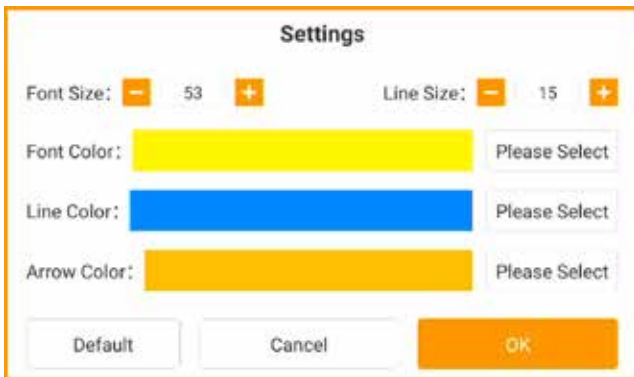 Settings
Font Size: − 53 + Line Size: − 15 +
Font Color: Please Select
Line Color: Please Select
Arrow Color: Please Select
Default Cancel OK